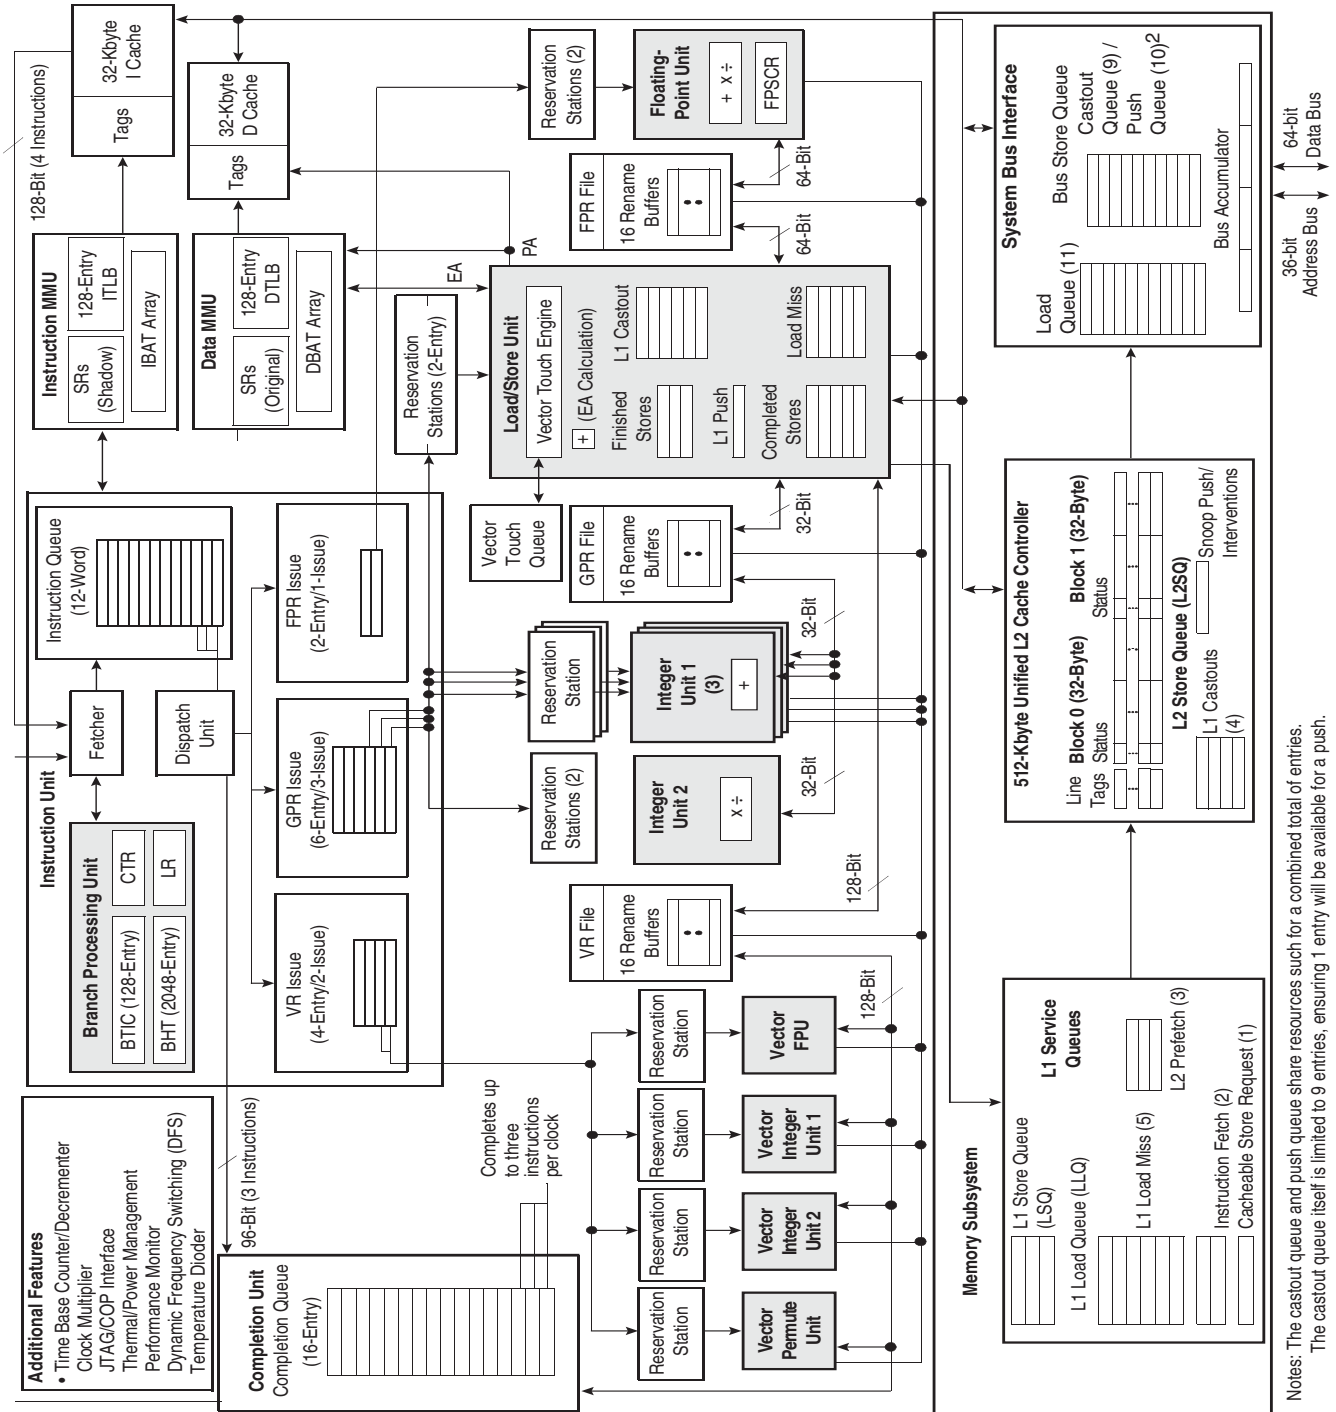 Additional Features
• Time Base Counter/Decrementer
Clock Multiplier
JTAG/COP Interface
Thermal/Power Management
Performance Monitor
Dynamic Frequency Switching (DFS)
Temperature Dioder
Instruction Unit
Branch Processing Unit
BTIC (128-Entry)
CTR
BHT (2048-Entry)
LR
Fetcher
Dispatch
Unit
Instruction Queue
(12-Word)
96-Bit (3 Instructions)
VR Issue
(4-Entry/2-Issue)
GPR Issue
(6-Entry/3-Issue)
FPR Issue
(2-Entry/1-Issue)
128-Bit (4 Instructions)
Instruction MMU
SRs
(Shadow)
128-Entry
ITLB
IBAT Array
Tags
32-Kbyte
I Cache
Data MMU
SRs
(Original)
128-Entry
DTLB
DBAT Array
Tags
32-Kbyte
D Cache
EA
PA
Completion Unit
Completion Queue
(16-Entry)
Completes up
to three
instructions
per clock
Reservation
Station
Reservation
Station
Reservation
Station
Reservation
Station
Vector
Permute
Unit
Vector
Integer
Unit 2
Vector
Integer
Unit 1
Vector
FPU
128-Bit
VR File
16 Rename
Buffers
128-Bit
Reservation
Stations (2)
Reservation
Station
Integer
Unit 2
x ÷
Integer
Unit 1
(3)
+
32-Bit
32-Bit
GPR File
16 Rename
Buffers
32-Bit
Vector
Touch
Queue
Reservation
Stations (2-Entry)
Load/Store Unit
Vector Touch Engine
+ (EA Calculation)
Finished
Stores
L1 Castout
L1 Push
Completed
Stores
Load Miss
FPR File
16 Rename
Buffers
64-Bit
64-Bit
Reservation
Stations (2)
Floating-
Point Unit
+ x ÷
FPSCR
Memory Subsystem
L1 Store Queue
(LSQ)
L1 Load Queue (LLQ)
L1 Load Miss (5)
Instruction Fetch (2)
Cacheable Store Request (1)
L1 Service
Queues
L2 Prefetch (3)
512-Kbyte Unified L2 Cache Controller
Line
Tags
Block 0 (32-Byte)
Status
Block 1 (32-Byte)
Status
L2 Store Queue (L2SQ)
L1 Castouts
(4)
Snoop Push/
Interventions
System Bus Interface
Load
Queue (11)
Bus Store Queue
Castout
Queue (9) /
Push
Queue (10)2
Bus Accumulator
36-bit
Address Bus
64-bit
Data Bus
Notes: The castout queue and push queue share resources such for a combined total of entries.
The castout queue itself is limited to 9 entries, ensuring 1 entry will be available for a push.